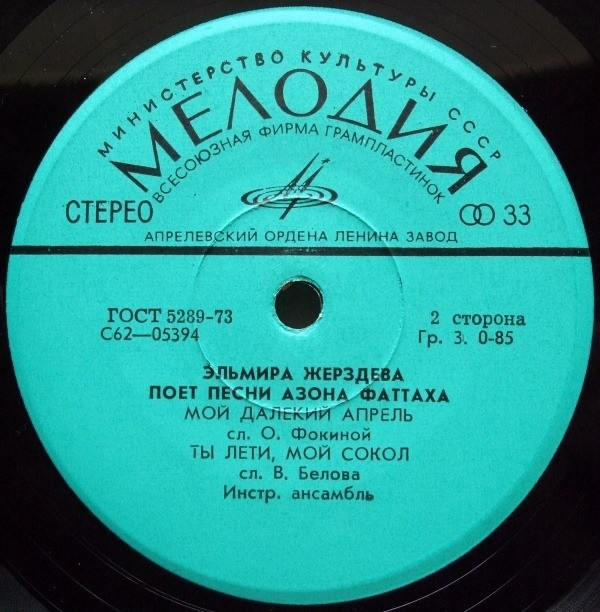 МИНИСТЕРСТВО КУЛЬТУРЫ СССР
МЕЛОДИЯ
ВСЕСОЮЗНАЯ ФИРМА ГРАМПЛАСТИНОК
СТЕРЕО 33
АПРЕЛЕВСКИЙ ОРДЕНА ЛЕНИНА ЗАВОД
ГОСТ 5289-73 2 сторона
С62—05394 Гр. 3. 0-85
ЭЛЬМИРА ЖЕРЗДЕВА
ПОЕТ ПЕСНИ АЗОНА ФАТТАХА
МОЙ ДАЛЕКИЙ АПРЕЛЬ
сл. О. Фокиной
ТЫ ЛЕТИ, МОЙ СОКОЛ
сл. В. Белова
Инстр. ансамбль